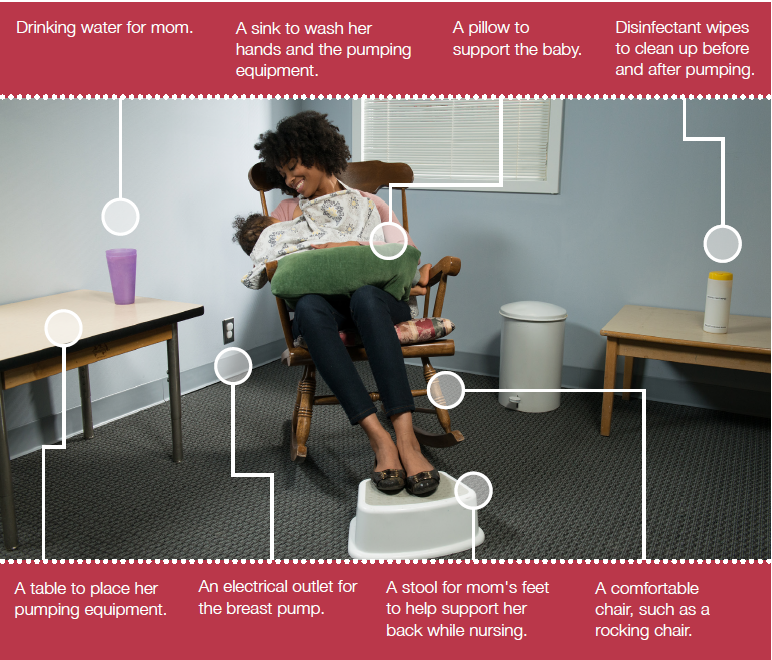 Drinking water for mom.
A sink to wash her
hands and the pumping
equipment.
A pillow to
support the baby.
Disinfectant wipes
to clean up before
and after pumping.
A table to place her
pumping equipment.
An electrical outlet for
the breast pump.
A stool for mom's feet
to help support her
back while nursing.
A comfortable
chair, such as a
rocking chair.